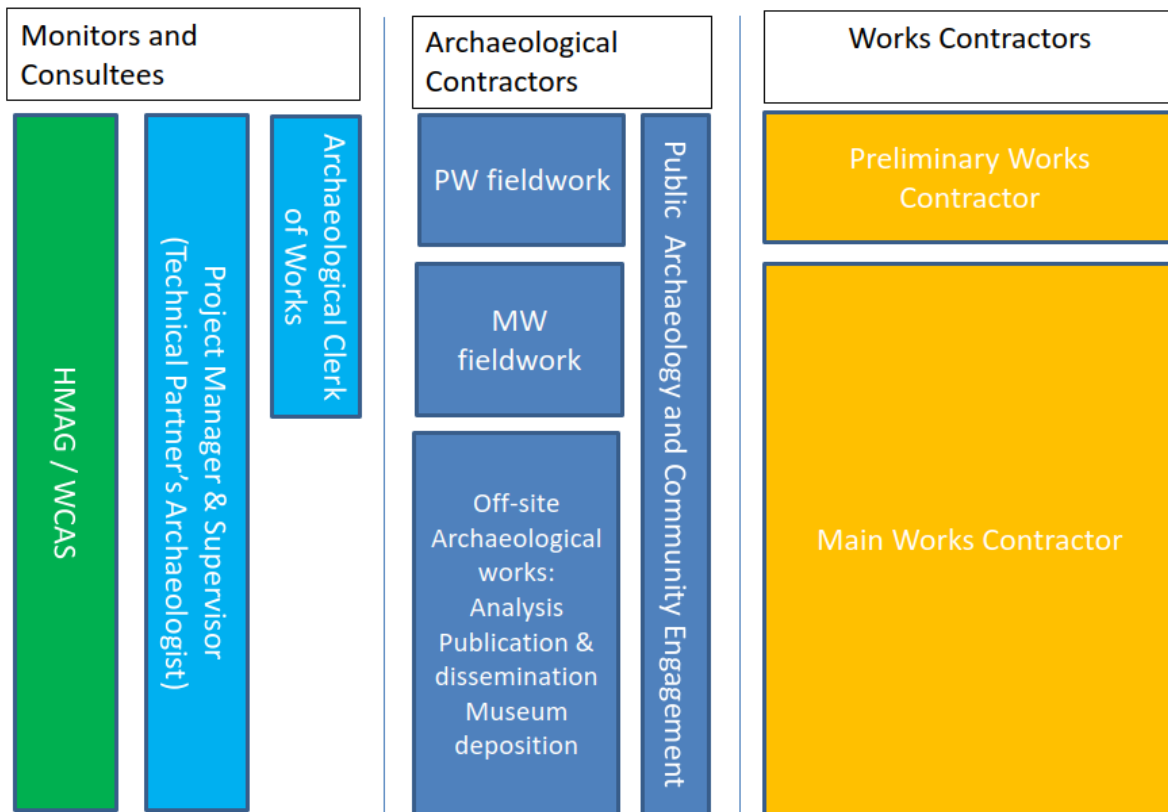 Monitors and
Consultees
HMAG / WCAS
Project Manager & Supervisor
(Technical Partner's Archaeologist)
Archaeological Clerk
of Works
Archaeological
Contractors
PW fieldwork
MW
fieldwork
Off-site
Archaeological
works:
Analysis
Publication &
dissemination
Museum
deposition
Public Archaeology and Community Engagement
Works Contractors
Preliminary Works
Contractor
Main Works Contractor